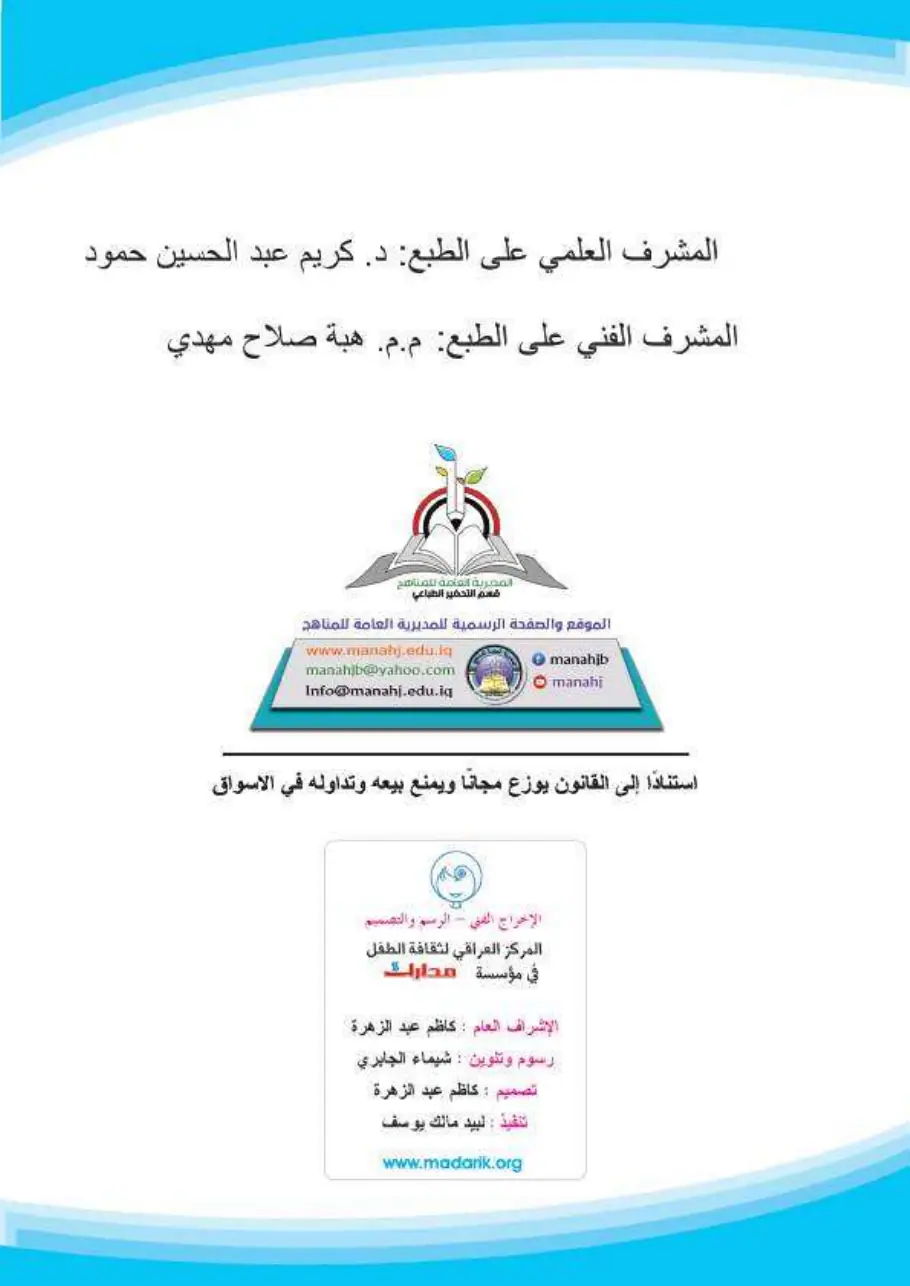 المشرف العلمي على الطبع: د. كريم عبد الحسين حمود
المشرف الفني على الطبع: م.م. هبة صلاح مهدي
المديرية العامة للمناهج
قسم التحضير الطباعي
الموقع والصفحة الرسمية للمديرية العامة للمناهج
www.manahj.edu.iq
manahjb@yahoo.com
Info@manahj.edu.iq
manahjb
manahj
استنادًا إلى القانون يوزع مجانًا ويمنع بيعه وتداوله في الاسواق
الإخراج الفني – الرسم والتصميم
المركز العراقي لثقافة الطفل
في مؤسسة مدارك
الإشراف العام : كاظم عبد الزهرة
رسوم وتلوين : شيماء الجابري
تصميم : كاظم عبد الزهرة
تنفيذ : لبيد مالك يوسف
www.madarik.org